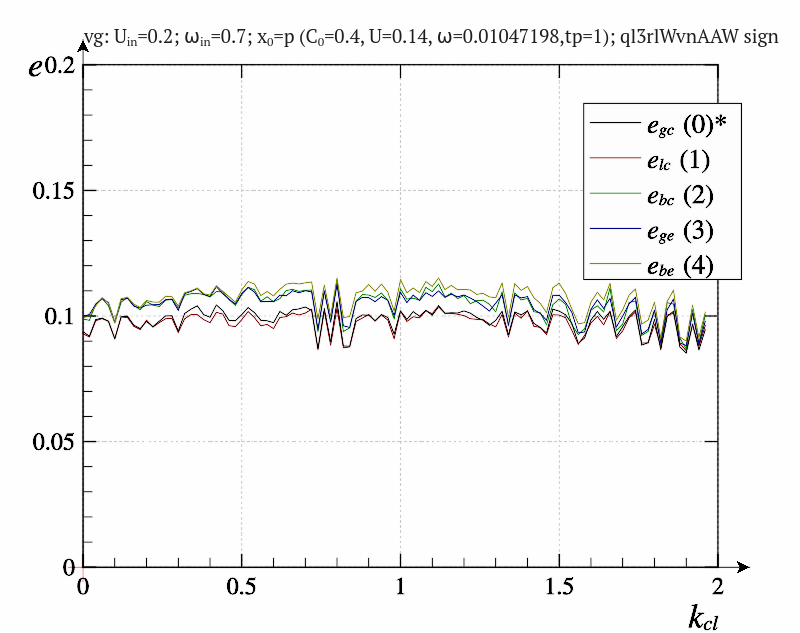 vg: Uin=0.2; ωin=0.7; x0=p (C0=0.4, U=0.14, ω=0.01047198,tp=1); ql3rlWvnAAW sign
e
0.2
0.15
0.1
0.05
0
0
0.5
1
1.5
2
kcl
egc (0)*
elc (1)
ebc (2)
ege (3)
ebe (4)